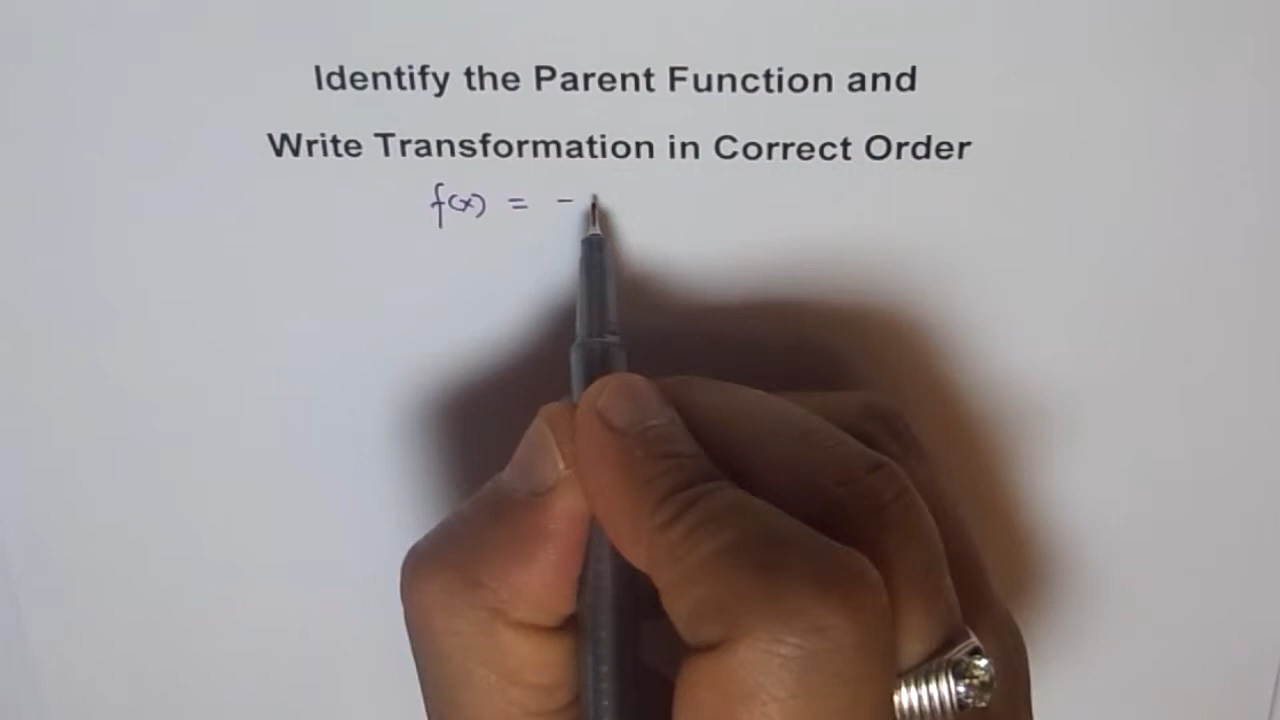 Identify the Parent Function and
Write Transformation in Correct Order
f(x) = -